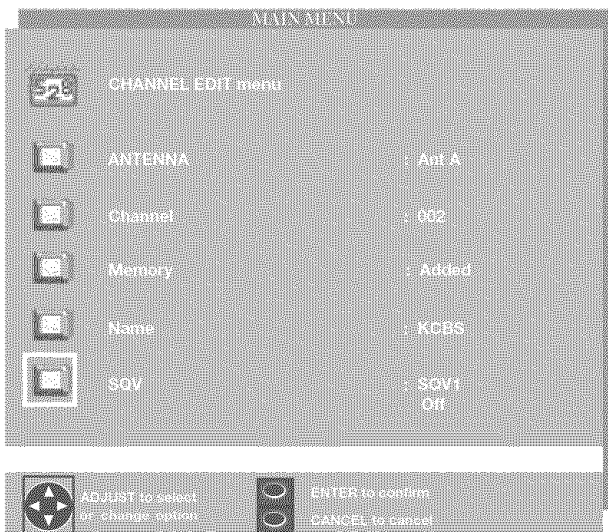 MAIN MENU
CHANNEL EDIT menu
ANTENNA : Ant A
Channel : 002
Memory : Added
Name : KCBS
SQV : SQV1
Off
ADJUST to select
or change option
ENTER to confirm
CANCEL to cancel